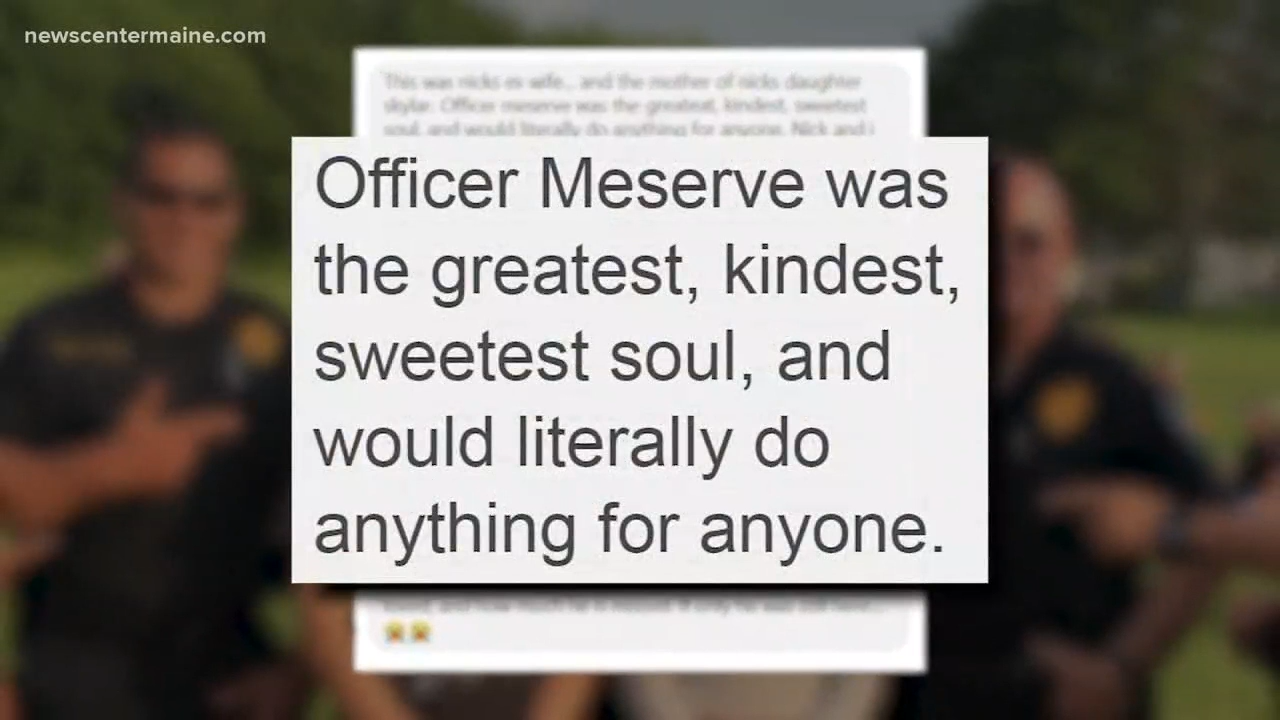 newscentermaine.com
This was nicks ex wife... and the mother of nicks daughter
skylar. Officer meserve was the greatest, kindest, sweetest
soul, and would literally do anything for anyone. Nick and i
Officer Meserve was
the greatest, kindest,
sweetest soul, and
would literally do
anything for anyone.